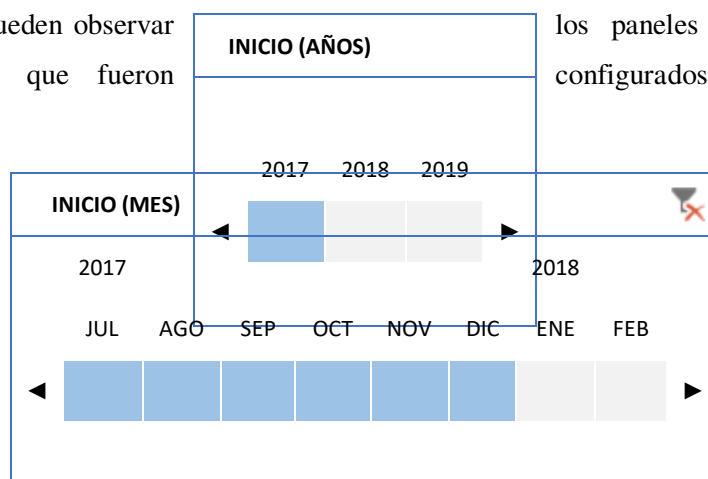 ueden observar
los paneles
que fueron
configurados
INICIO (AÑOS)
2017 2018 2019
INICIO (MES)
2017
2018
JUL AGO SEP OCT NOV DIC ENE FEB